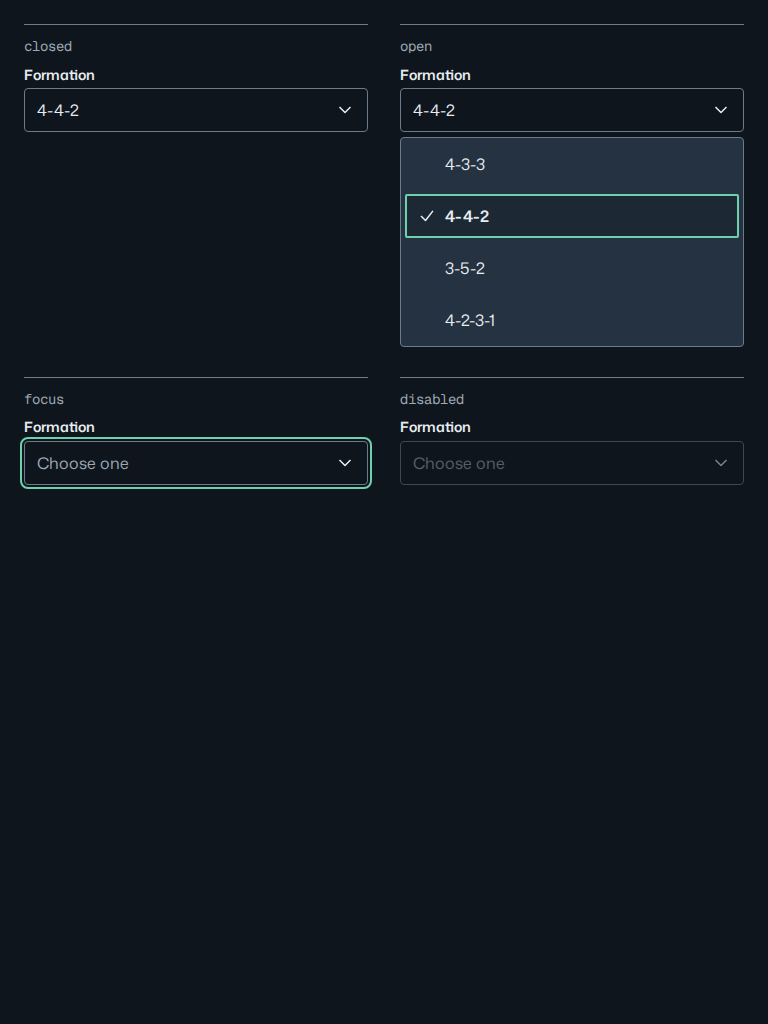 closed
Formation
4-4-2
open
Formation
4-4-2
4-3-3
4-4-2
3-5-2
4-2-3-1
focus
Formation
Choose one
disabled
Formation
Choose one